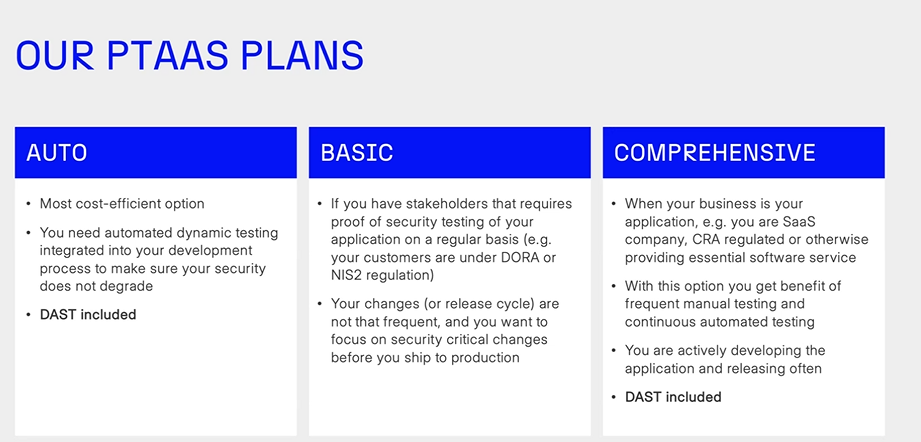 OUR PTAAS PLANS
AUTO
• Most cost-efficient option
• You need automated dynamic testing
integrated into your development
process to make sure your security
does not degrade
• DAST included
BASIC
• If you have stakeholders that requires
proof of security testing of your
application on a regular basis (e.g.
your customers are under DORA or
NIS2 regulation)
• Your changes (or release cycle) are
not that frequent, and you want to
focus on security critical changes
before you ship to production
COMPREHENSIVE
• When your business is your
application, e.g. you are SaaS
company, CRA regulated or otherwise
providing essential software service
• With this option you get benefit of
frequent manual testing and
continuous automated testing
• You are actively developing the
application and releasing often
• DAST included